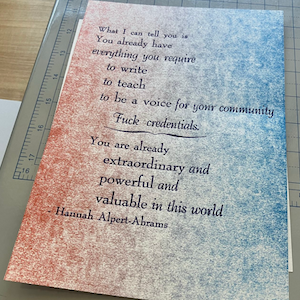 What I can tell you is
You already have
everything you require
to write
to teach
to be a voice for your community
Fuck credentials.
You are already
extraordinary and
powerful and
valuable in this world
- Hannah Alpert-Abrams